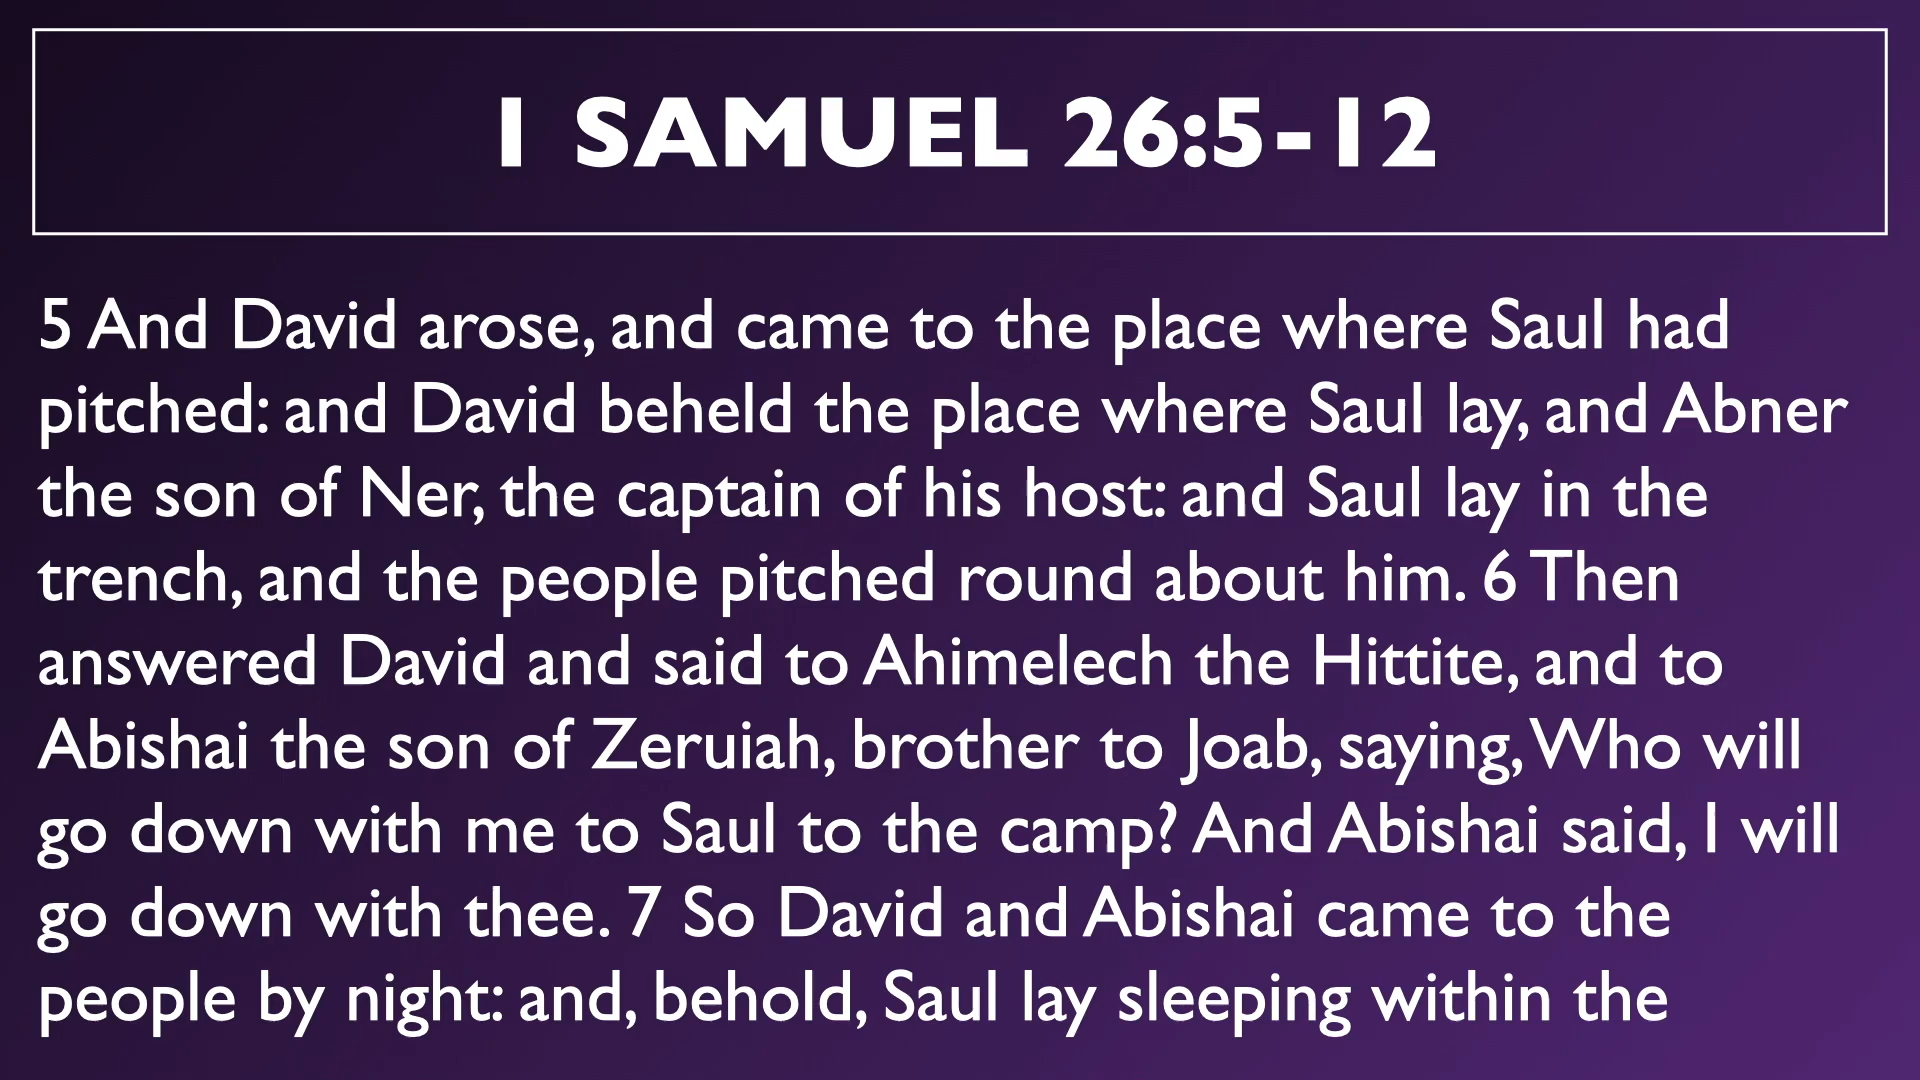 1 SAMUEL 26:5-12
5 And David arose, and came to the place where Saul had
pitched: and David beheld the place where Saul lay, and Abner
the son of Ner, the captain of his host: and Saul lay in the
trench, and the people pitched round about him. 6 Then
answered David and said to Ahimelech the Hittite, and to
Abishai the son of Zeruiah, brother to Joab, saying, Who will
go down with me to Saul to the camp? And Abishai said, I will
go down with thee. 7 So David and Abishai came to the
people by night: and, behold, Saul lay sleeping within the